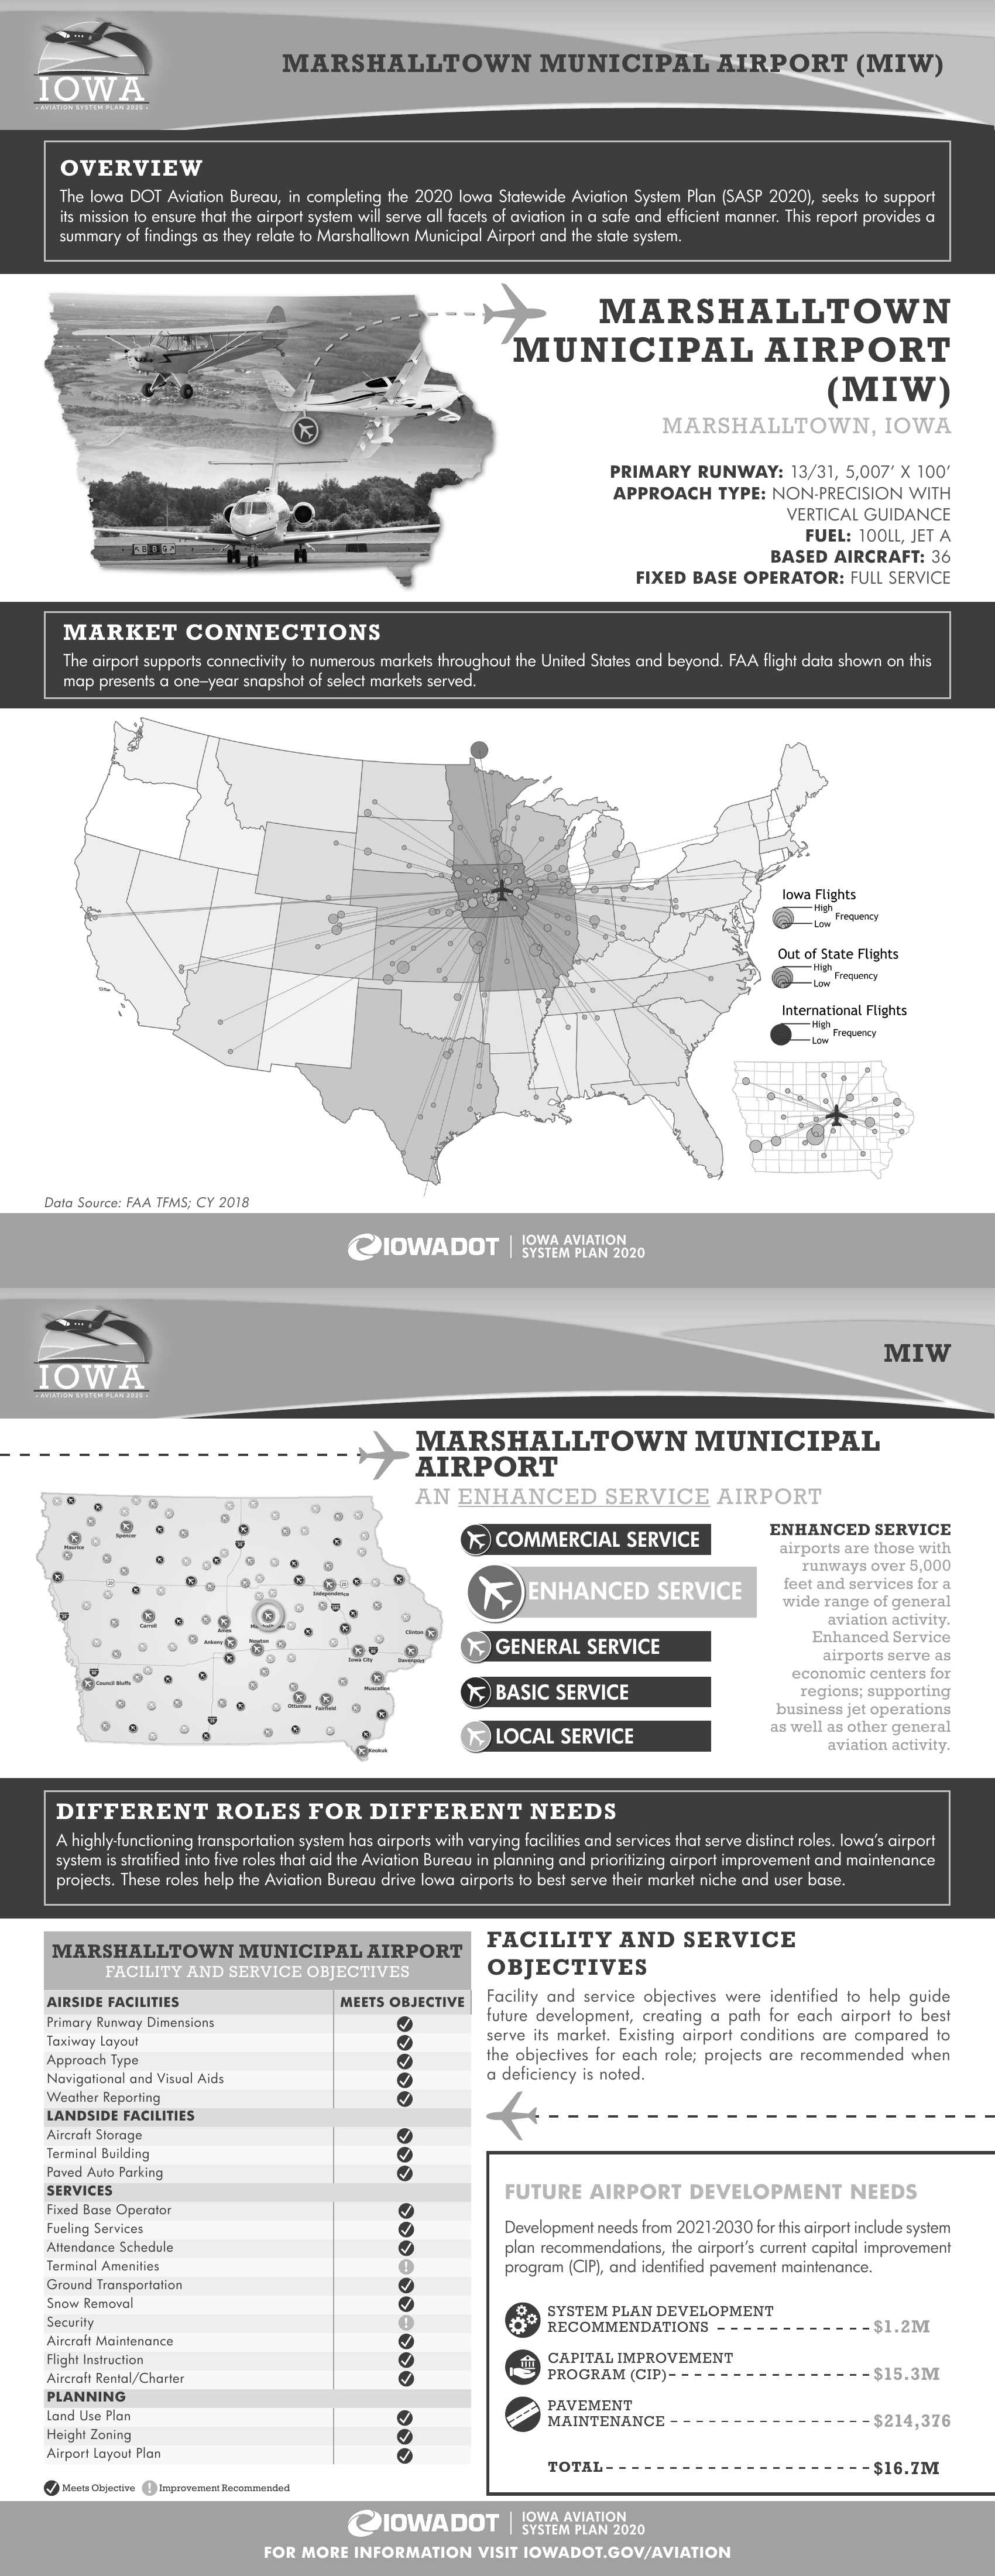 IOWA
• AVIATION SYSTEM PLAN 2020 •
MARSHALLTOWN MUNICIPAL AIRPORT (MIW)
OVERVIEW
The Iowa DOT Aviation Bureau, in completing the 2020 Iowa Statewide Aviation System Plan (SASP 2020), seeks to support
its mission to ensure that the airport system will serve all facets of aviation in a safe and efficient manner. This report provides a
summary of findings as they relate to Marshalltown Municipal Airport and the state system.
MARSHALLTOWN
MUNICIPAL AIRPORT
(MIW)
MARSHALLTOWN, IOWA
PRIMARY RUNWAY: 13/31, 5,007’ X 100’
APPROACH TYPE: NON-PRECISION WITH
VERTICAL GUIDANCE
FUEL: 100LL, JET A
BASED AIRCRAFT: 36
FIXED BASE OPERATOR: FULL SERVICE
MARKET CONNECTIONS
The airport supports connectivity to numerous markets throughout the United States and beyond. FAA flight data shown on this
map presents a one–year snapshot of select markets served.
Iowa Flights
High
Frequency
Low
Out of State Flights
High
Frequency
Low
International Flights
High
Frequency
Low
Data Source: FAA TFMS; CY 2018
IOWADOT
IOWA AVIATION
SYSTEM PLAN 2020
IOWA
• AVIATION SYSTEM PLAN 2020 •
MIW
MARSHALLTOWN MUNICIPAL
AIRPORT
AN ENHANCED SERVICE AIRPORT
Spencer
Maurice
Independence
Carroll
Ames
Clinton
Ankeny
Newton
Iowa City
Davenport
Council Bluffs
Muscatine
Ottumwa
Fairfield
Keokuk
COMMERCIAL SERVICE
ENHANCED SERVICE
GENERAL SERVICE
BASIC SERVICE
LOCAL SERVICE
ENHANCED SERVICE
airports are those with
runways over 5,000
feet and services for a
wide range of general
aviation activity.
Enhanced Service
airports serve as
economic centers for
regions; supporting
business jet operations
as well as other general
aviation activity.
DIFFERENT ROLES FOR DIFFERENT NEEDS
A highly-functioning transportation system has airports with varying facilities and services that serve distinct roles. Iowa’s airport
system is stratified into five roles that aid the Aviation Bureau in planning and prioritizing airport improvement and maintenance
projects. These roles help the Aviation Bureau drive Iowa airports to best serve their market niche and user base.
MARSHALLTOWN MUNICIPAL AIRPORT
FACILITY AND SERVICE OBJECTIVES
AIRSIDE FACILITIES MEETS OBJECTIVE
Primary Runway Dimensions
Taxiway Layout
Approach Type
Navigational and Visual Aids
Weather Reporting
LANDSIDE FACILITIES
Aircraft Storage
Terminal Building
Paved Auto Parking
SERVICES
Fixed Base Operator
Fueling Services
Attendance Schedule
Terminal Amenities
Ground Transportation
Snow Removal
Security
Aircraft Maintenance
Flight Instruction
Aircraft Rental/Charter
PLANNING
Land Use Plan
Height Zoning
Airport Layout Plan
Meets Objective Improvement Recommended
FACILITY AND SERVICE
OBJECTIVES
Facility and service objectives were identified to help guide
future development, creating a path for each airport to best
serve its market. Existing airport conditions are compared to
the objectives for each role; projects are recommended when
a deficiency is noted.
FUTURE AIRPORT DEVELOPMENT NEEDS
Development needs from 2021-2030 for this airport include system
plan recommendations, the airport’s current capital improvement
program (CIP), and identified pavement maintenance.
SYSTEM PLAN DEVELOPMENT
RECOMMENDATIONS $1.2M
CAPITAL IMPROVEMENT
PROGRAM (CIP) $15.3M
PAVEMENT
MAINTENANCE $214,376
TOTAL $16.7M
IOWADOT
IOWA AVIATION
SYSTEM PLAN 2020
FOR MORE INFORMATION VISIT IOWADOT.GOV/AVIATION